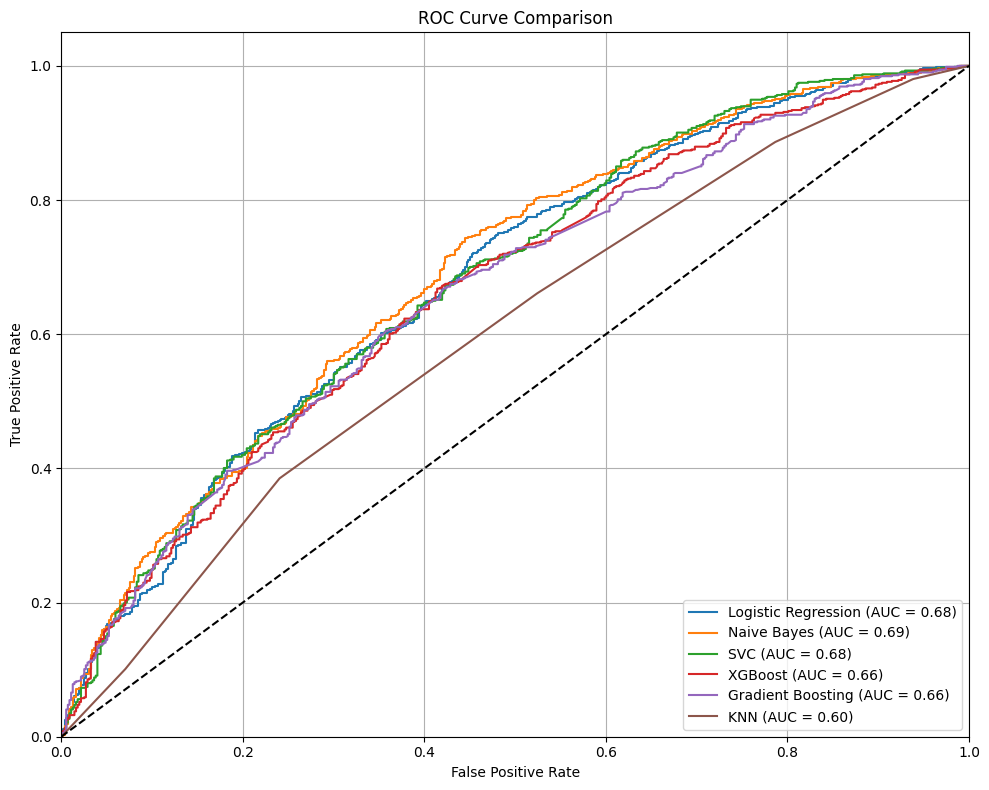 ROC Curve Comparison
True Positive Rate
1.0
0.8
0.6
0.4
0.2
0.0
Logistic Regression (AUC = 0.68)
Naive Bayes (AUC = 0.69)
SVC (AUC = 0.68)
XGBoost (AUC = 0.66)
Gradient Boosting (AUC = 0.66)
KNN (AUC = 0.60)
0.0 0.2 0.4 0.6 0.8 1.0
False Positive Rate